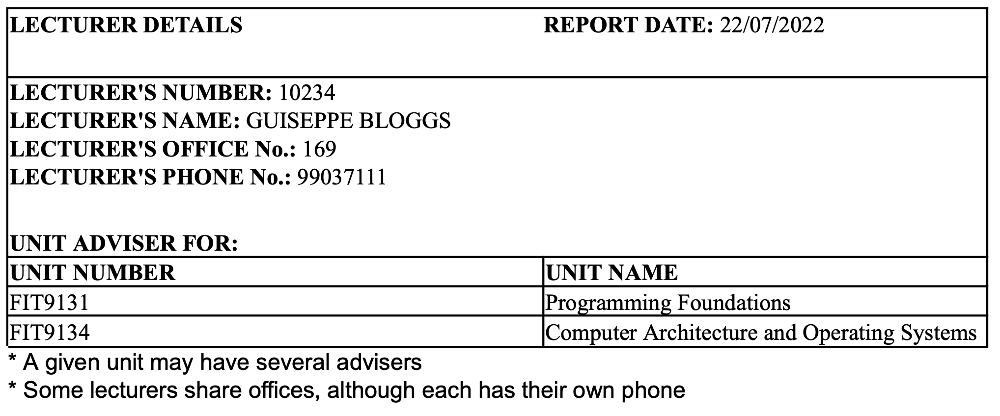 LECTURER DETAILS REPORT DATE: 22/07/2022
LECTURER'S NUMBER: 10234
LECTURER'S NAME: GUISEPPE BLOGGS
LECTURER'S OFFICE No.: 169
LECTURER'S PHONE No.: 99037111
UNIT ADVISER FOR:
UNIT NUMBER UNIT NAME
FIT9131 Programming Foundations
FIT9134 Computer Architecture and Operating Systems
* A given unit may have several advisers
* Some lecturers share offices, although each has their own phone